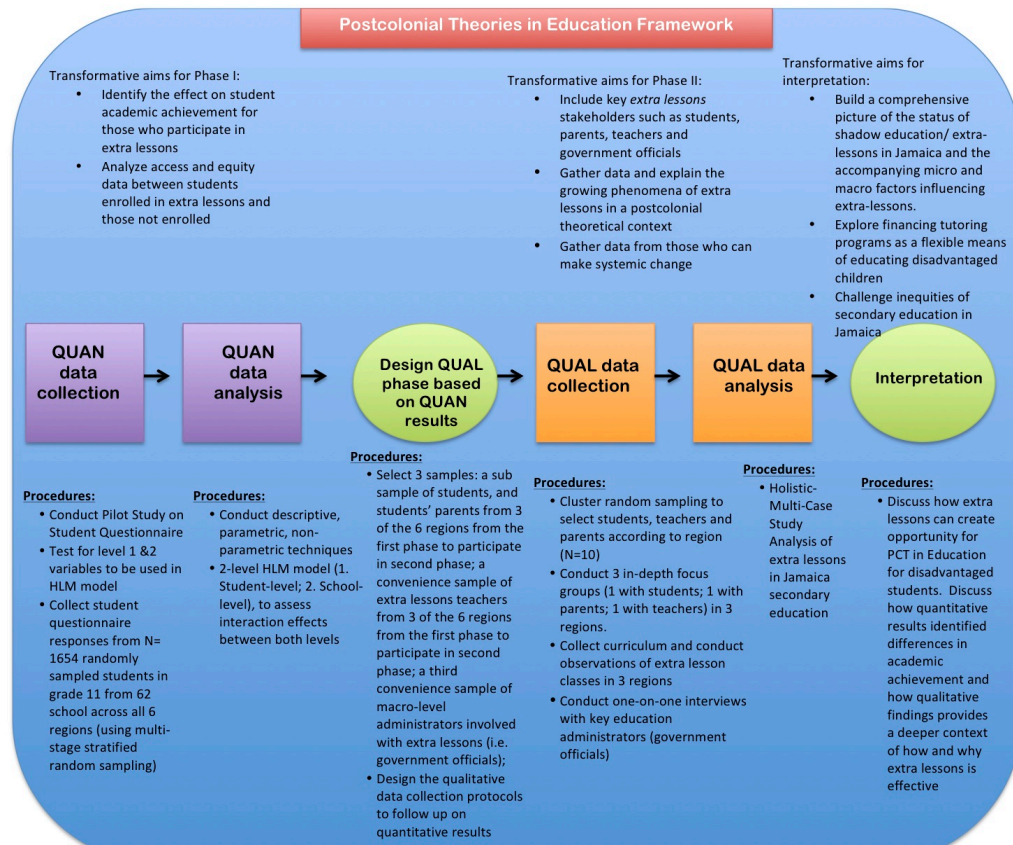 Postcolonial Theories in Education Framework
Transformative aims for Phase I:
• Identify the effect on student
academic achievement for
those who participate in
extra lessons
• Analyze access and equity
data between students
enrolled in extra lessons and
those not enrolled
Transformative aims for Phase II:
• Include key extra lessons
stakeholders such as students,
parents, teachers and
government officials
• Gather data and explain the
growing phenomena of extra
lessons in a postcolonial
theoretical context
• Gather data from those who can
make systemic change
Transformative aims for
interpretation:
• Build a comprehensive
picture of the status of
shadow education/ extra-
lessons in Jamaica and the
accompanying micro and
macro factors influencing
extra-lessons.
• Explore financing tutoring
programs as a flexible means
of educating disadvantaged
children
• Challenge inequities of
secondary education in
Jamaica
QUAN
data
collection
QUAN
data
analysis
Design QUAL
phase based
on QUAN
results
QUAL data
collection
QUAL data
analysis
Interpretation
Procedures:
• Conduct Pilot Study on
Student Questionnaire
• Test for level 1 &2
variables to be used in
HLM model
• Collect student
questionnaire
responses from N=
1654 randomly
sampled students in
grade 11 from 62
school across all 6
regions (using multi-
stage stratified
random sampling)
Procedures:
• Conduct descriptive,
parametric, non-
parametric techniques
• 2-level HLM model (1.
Student-level; 2. School-
level), to assess
interaction effects
between both levels
Procedures:
• Select 3 samples: a sub
sample of students, and
students' parents from 3
of the 6 regions from the
first phase to participate
in second phase; a
convenience sample of
extra lessons teachers
from 3 of the 6 regions
from the first phase to
participate in second
phase; a third
convenience sample of
macro-level
administrators involved
with extra lessons (i.e.
government officials);
• Design the qualitative
data collection protocols
to follow up on
quantitative results
Procedures:
• Cluster random sampling to
select students, teachers and
parents according to region
(N=10)
• Conduct 3 in-depth focus
groups (1 with students; 1 with
parents; 1 with teachers) in 3
regions.
• Collect curriculum and conduct
observations of extra lesson
classes in 3 regions
• Conduct one-on-one interviews
with key education
administrators (government
officials)
Procedures:
• Holistic-
Multi-Case
Study
Analysis of
extra lessons
in Jamaica
secondary
education
Procedures:
• Discuss how extra
lessons can create
opportunity for
PCT in Education
for disadvantaged
students. Discuss
how quantitative
results identified
differences in
academic
achievement and
how qualitative
findings provides
a deeper context
of how and why
extra lessons is
effective